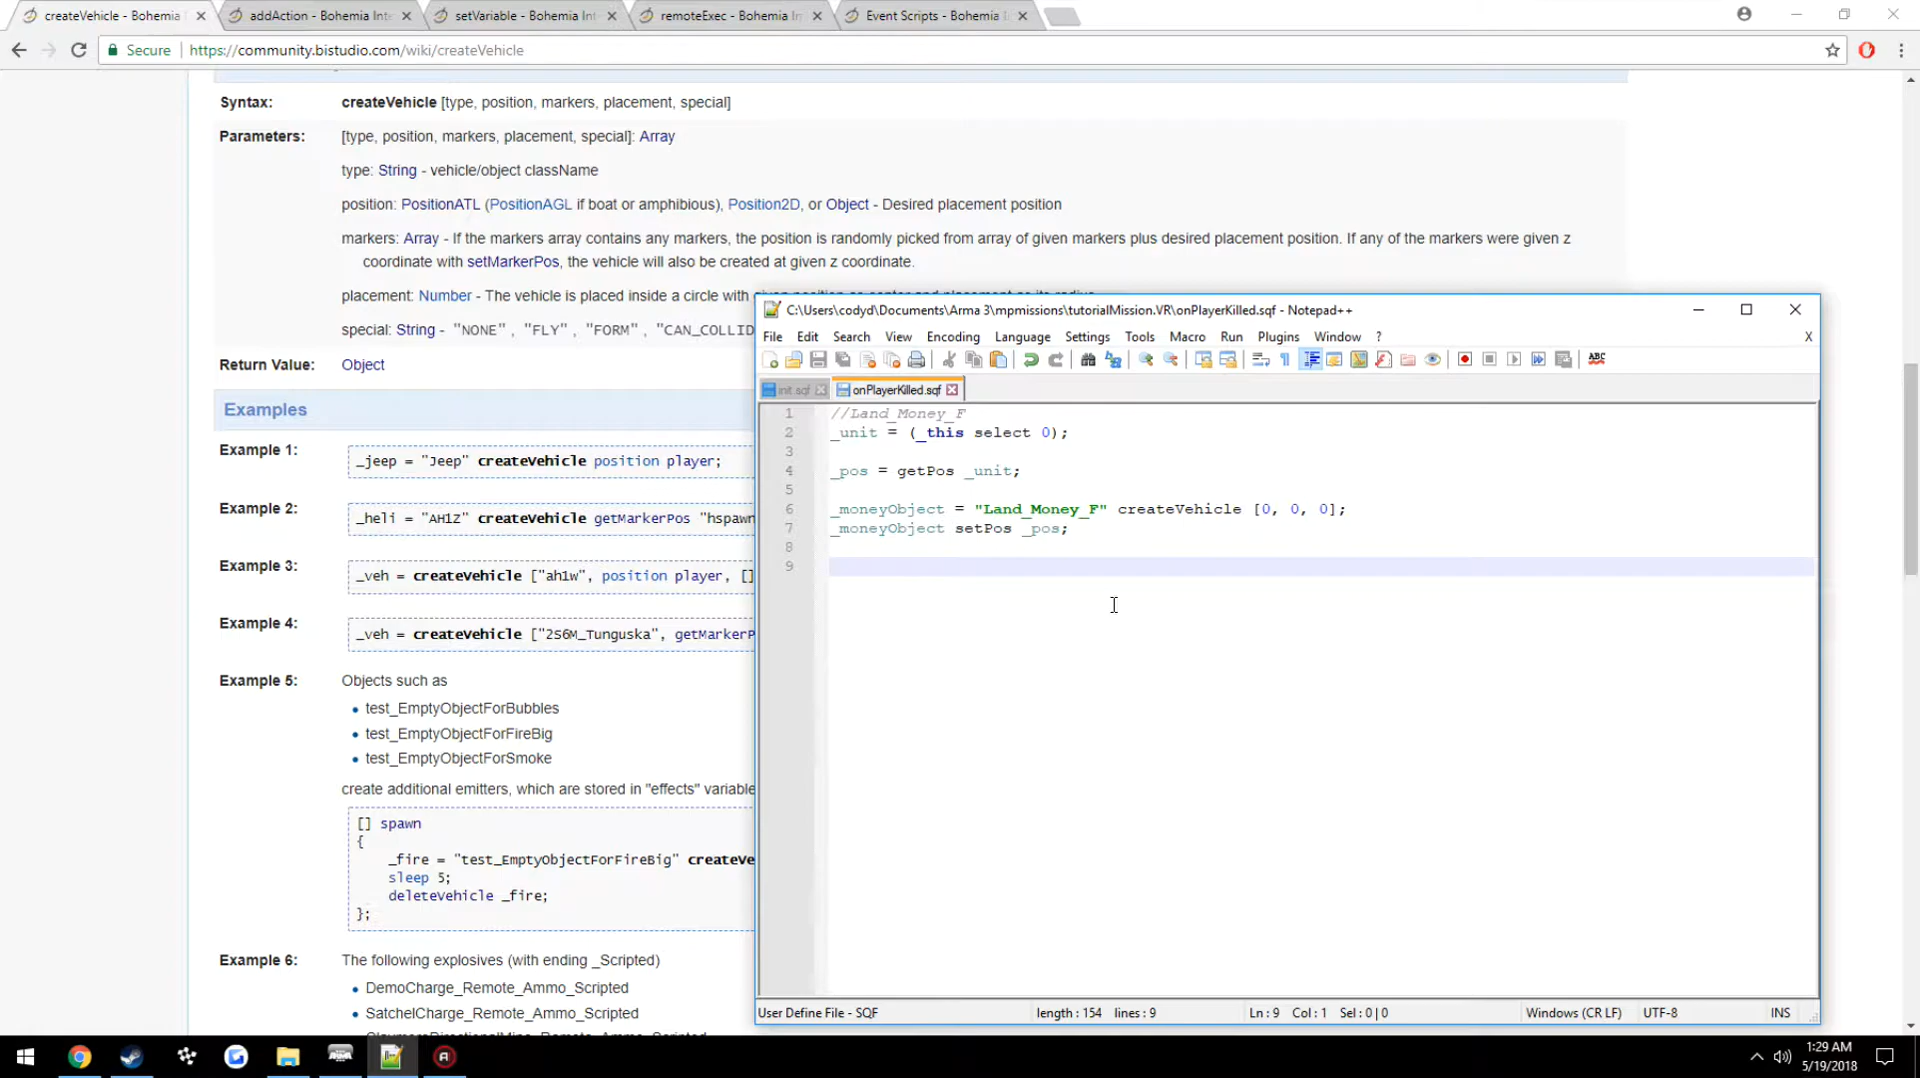 createVehicle - Bohemia In
addAction - Bohemia Inte
setVariable - Bohemia Int
remoteExec - Bohemia In
Event Scripts - Bohemia I
Secure
https://community.bistudio.com/wiki/createVehicle
Syntax:
createVehicle [type, position, markers, placement, special]
Parameters:
[type, position, markers, placement, special]: Array
type: String - vehicle/object className
position: PositionATL (PositionAGL if boat or amphibious), Position2D, or Object - Desired placement position
markers: Array - If the markers array contains any markers, the position is randomly picked from array of given markers plus desired placement position. If any of the markers were given z
coordinate with setMarkerPos, the vehicle will also be created at given z coordinate.
placement: Number - The vehicle is placed inside a circle with
special: String - "NONE", "FLY", "FORM", "CAN_COLLID
Return Value:
Object
Examples
Example 1:
_jeep = "Jeep" createVehicle position player;
Example 2:
_heli = "AH1Z" createVehicle getMarkerPos "hspawn
Example 3:
_veh = createVehicle ["ah1w", position player, []
Example 4:
_veh = createVehicle ["2S6M_Tunguska", getMarkerP
Example 5:
Objects such as
test_EmptyObjectForBubbles
test_EmptyObjectForFireBig
test_EmptyObjectForSmoke
create additional emitters, which are stored in "effects" variable
[] spawn
{
_fire = "test_EmptyObjectForFireBig" createVe
sleep 5;
deleteVehicle _fire;
};
Example 6:
The following explosives (with ending _Scripted)
DemoCharge_Remote_Ammo_Scripted
SatchelCharge_Remote_Ammo_Scripted
C:\Users\codyd\Documents\Arma 3\mpmissions\tutorialMission.VR\onPlayerKilled.sqf - Notepad++
File Edit Search View Encoding Language Settings Tools Macro Run Plugins Window ?
X
ABC
init.sqf
onPlayerKilled.sqf
1 //Land_Money_F
2 _unit = (_this select 0);
3
4 _pos = getPos _unit;
5
6 _moneyObject = "Land_Money_F" createVehicle [0, 0, 0];
7 _moneyObject setPos _pos;
8
9
User Define File - SQF
length : 154 lines : 9
Ln : 9 Col : 1 Sel : 0 | 0
Windows (CR LF)
UTF-8
INS
1:29 AM
5/19/2018